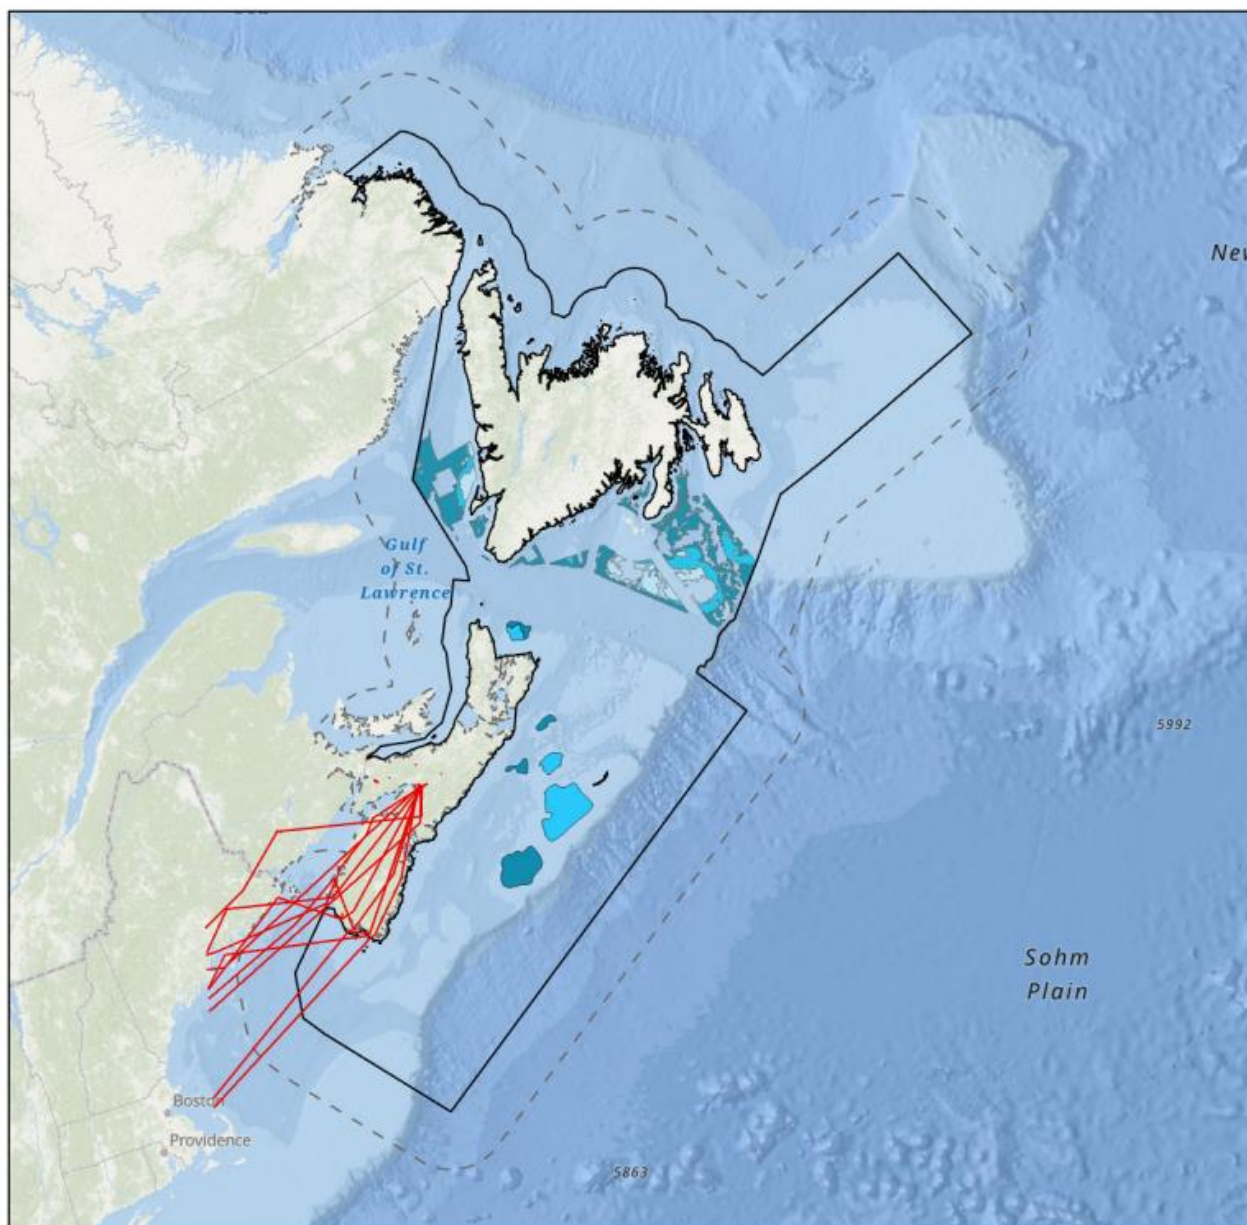 New
Gulf
of St.
Lawrence
5992
Sohm
Plain
Boston
Providence
5863